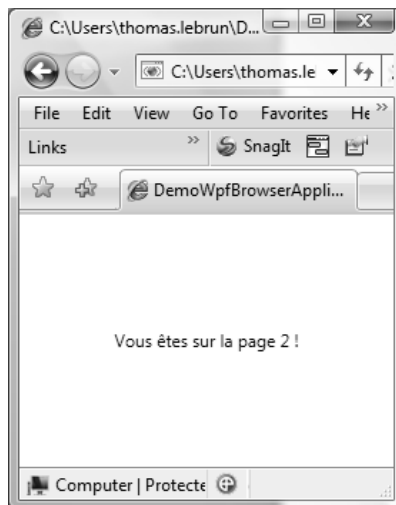 C:\Users\thomas.lebrun\D...
C:\Users\thomas.le
File Edit View Go To Favorites He »
Links » SnagIt
DemoWpfBrowserAppli...
Vous êtes sur la page 2 !
Computer | Protecte